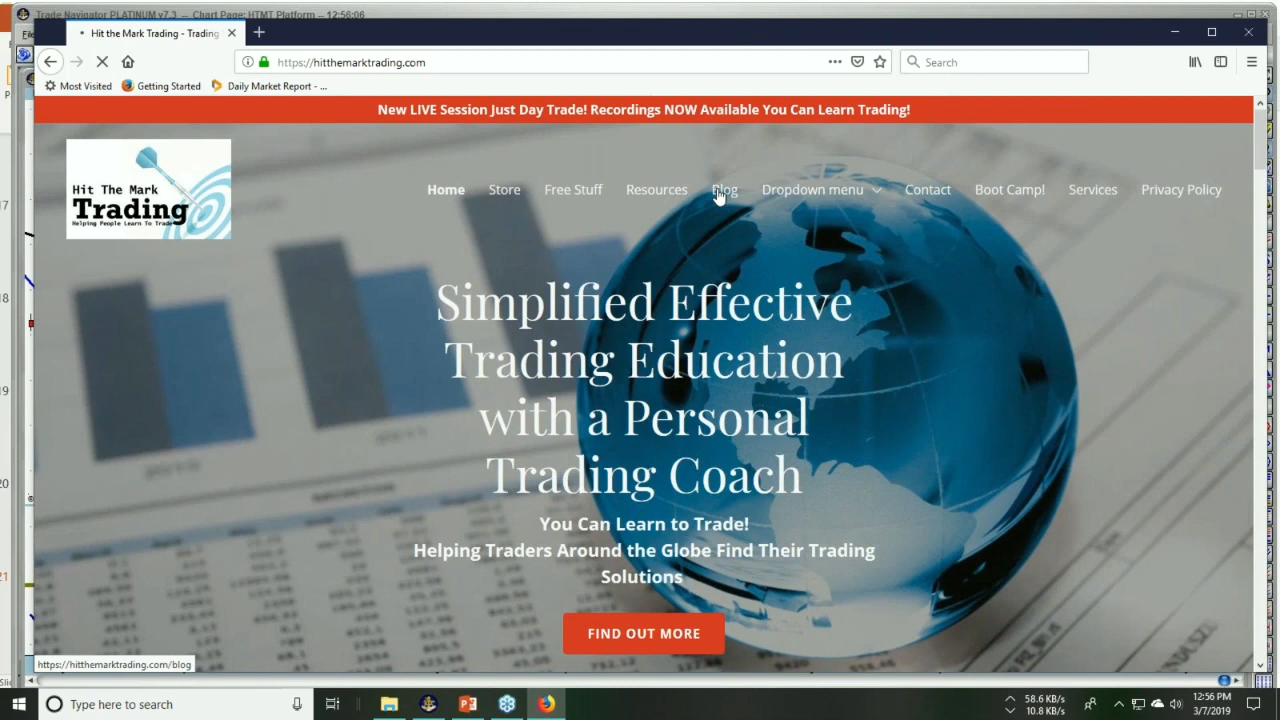 Trade Navigator PLATINUM v7.3 -- Chart Page: HTMT Platform -- 12:56:06
Hit the Mark Trading - Trading
https://hitthemarktrading.com
Search
Most Visited
Getting Started
Daily Market Report - ...
New LIVE Session Just Day Trade! Recordings NOW Available You Can Learn Trading!
Hit The Mark
Trading
Helping People Learn To Trade
Home
Store
Free Stuff
Resources
Blog
Dropdown menu
Contact
Boot Camp!
Services
Privacy Policy
17
18
19
20
21
Simplified Effective
Trading Education
with a Personal
Trading Coach
You Can Learn to Trade!
Helping Traders Around the Globe Find Their Trading
Solutions
FIND OUT MORE
https://hitthemarktrading.com/blog
Type here to search
58.6 KB/s
10.8 KB/s
12:56 PM
3/7/2019